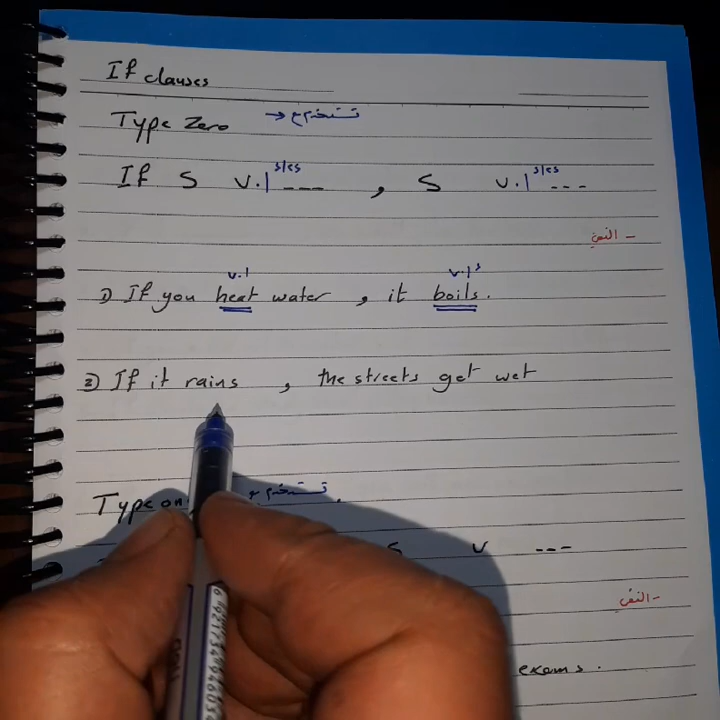 If clauses
Type Zero → تستخدم ع
If S v.1 s/es --- , S v.1 s/es ---
- النفي
v.1 v.1 s
1) If you heat water , it boils.
2) If it rains , the streets get wet
Type on تستخدم ع
S v ---
- النفي
exams.